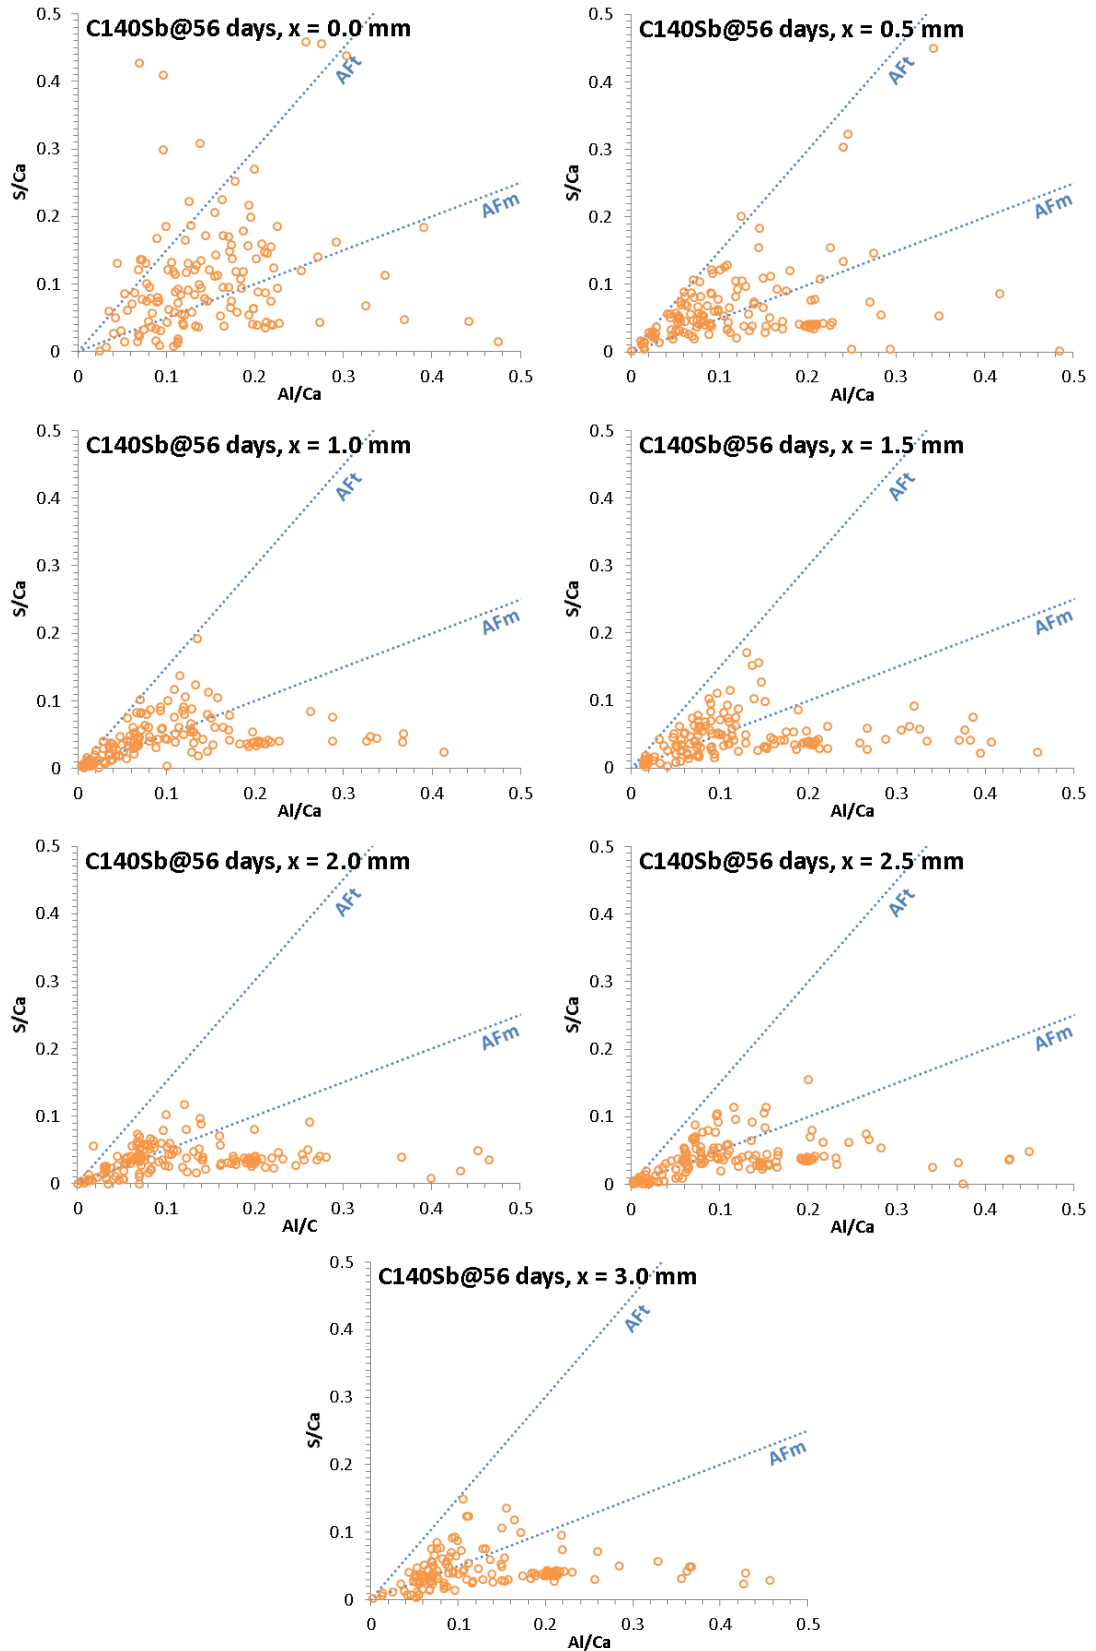 C140Sb@56 days, x = 0.0 mm
0.5
0.4
0.3
0.2
0.1
0
S/Ca
AFt
AFm
0 0.1 0.2 0.3 0.4 0.5
Al/Ca
C140Sb@56 days, x = 0.5 mm
0.5
0.4
0.3
0.2
0.1
0
S/Ca
AFt
AFm
0 0.1 0.2 0.3 0.4 0.5
Al/Ca
C140Sb@56 days, x = 1.0 mm
0.5
0.4
0.3
0.2
0.1
0
S/Ca
AFt
AFm
0 0.1 0.2 0.3 0.4 0.5
Al/Ca
C140Sb@56 days, x = 1.5 mm
0.5
0.4
0.3
0.2
0.1
0
S/Ca
AFt
AFm
0 0.1 0.2 0.3 0.4 0.5
Al/Ca
C140Sb@56 days, x = 2.0 mm
0.5
0.4
0.3
0.2
0.1
0
S/Ca
AFt
AFm
0 0.1 0.2 0.3 0.4 0.5
Al/C
C140Sb@56 days, x = 2.5 mm
0.5
0.4
0.3
0.2
0.1
0
S/Ca
AFt
AFm
0 0.1 0.2 0.3 0.4 0.5
Al/Ca
C140Sb@56 days, x = 3.0 mm
0.5
0.4
0.3
0.2
0.1
0
S/Ca
AFt
AFm
0 0.1 0.2 0.3 0.4 0.5
Al/Ca